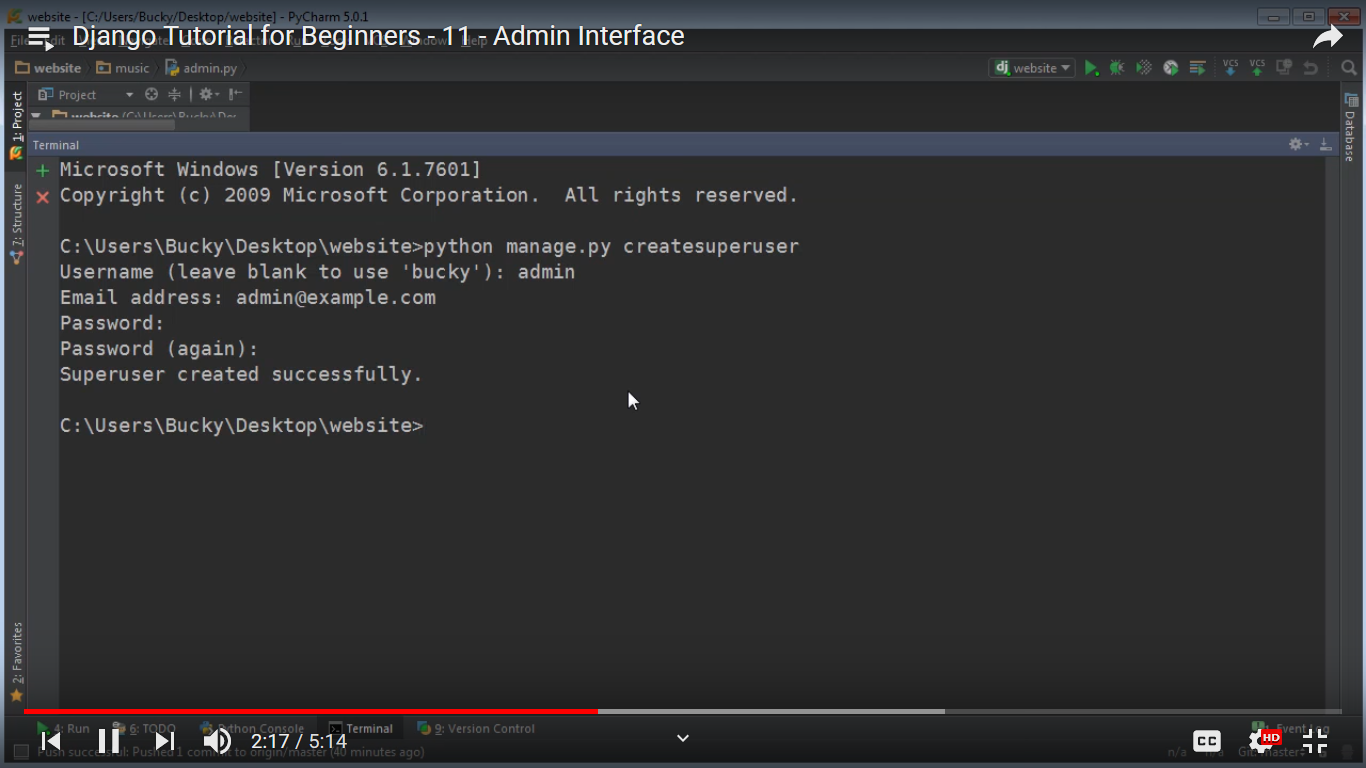 website - [C:/Users/Bucky/Desktop/website] - PyCharm 5.0.1
Django Tutorial for Beginners - 11 - Admin Interface
File Edit Help
website music admin.py
website
VCS VCS
Project
1: Project
7: Structure
2: Favorites
Database
Terminal
Microsoft Windows [Version 6.1.7601]
Copyright (c) 2009 Microsoft Corporation.  All rights reserved.
C:\Users\Bucky\Desktop\website>python manage.py createsuperuser
Username (leave blank to use 'bucky'): admin
Email address: admin@example.com
Password:
Password (again):
Superuser created successfully.
C:\Users\Bucky\Desktop\website>
4: Run 6: TODO Python Console Terminal 9: Version Control Event Log
2:17 / 5:14
CC HD
Push successful: Pushed 1 commit to origin/master (40 minutes ago) n/a n/a Git: master